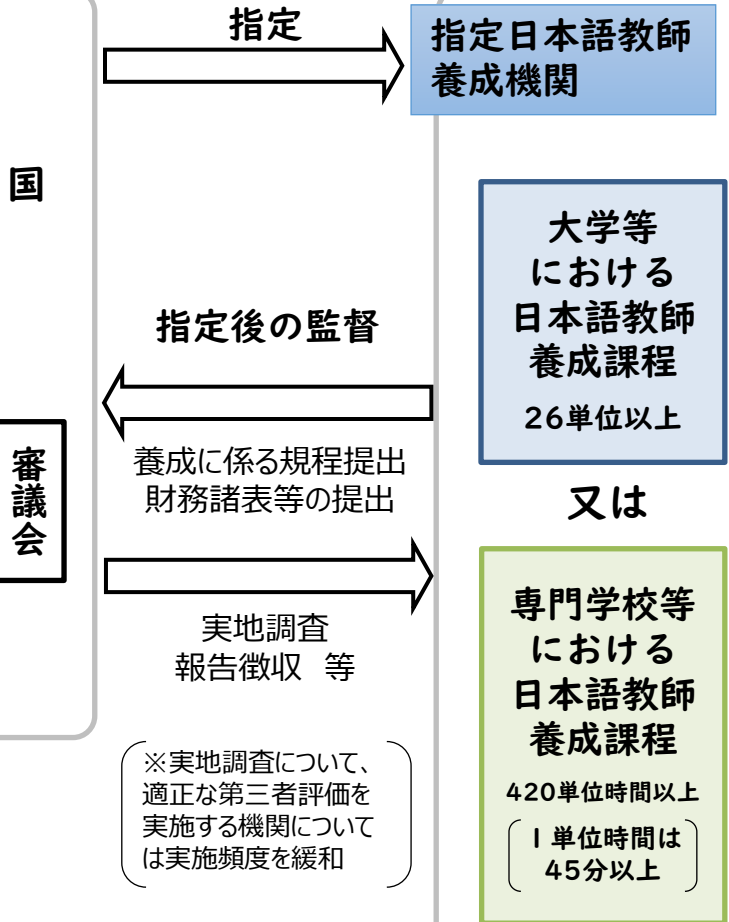 指定
指定日本語教師
養成機関
国
大学等
における
日本語教師
養成課程
26単位以上
指定後の監督
養成に係る規程提出
財務諸表等の提出
審議会
又は
実地調査
報告徴収 等
専門学校等
における
日本語教師
養成課程
420単位時間以上
1単位時間は
45分以上
※実地調査について、
適正な第三者評価を
実施する機関について
は実施頻度を緩和